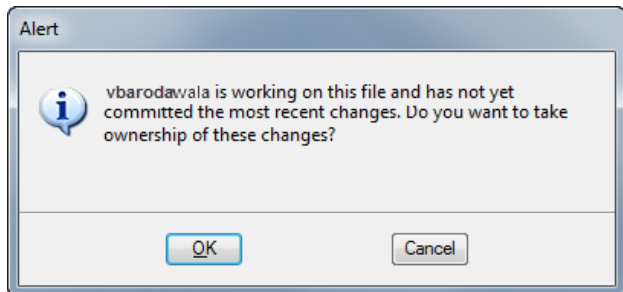 Alert
vbarodawala is working on this file and has not yet
committed the most recent changes. Do you want to take
ownership of these changes?
OK
Cancel